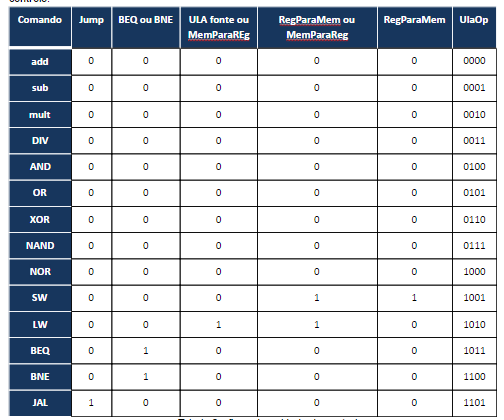 controle.
Comando Jump BEQ ou BNE ULA fonte ou MemParaREg RegParaMem ou MemParaReg RegParaMem UlaOp
add 0 0 0 0 0 0000
sub 0 0 0 0 0 0001
mult 0 0 0 0 0 0010
DIV 0 0 0 0 0 0011
AND 0 0 0 0 0 0100
OR 0 0 0 0 0 0101
XOR 0 0 0 0 0 0110
NAND 0 0 0 0 0 0111
NOR 0 0 0 0 0 1000
SW 0 0 0 1 1 1001
LW 0 0 1 1 0 1010
BEQ 0 1 0 0 0 1011
BNE 0 1 0 0 0 1100
JAL 1 0 0 0 0 1101